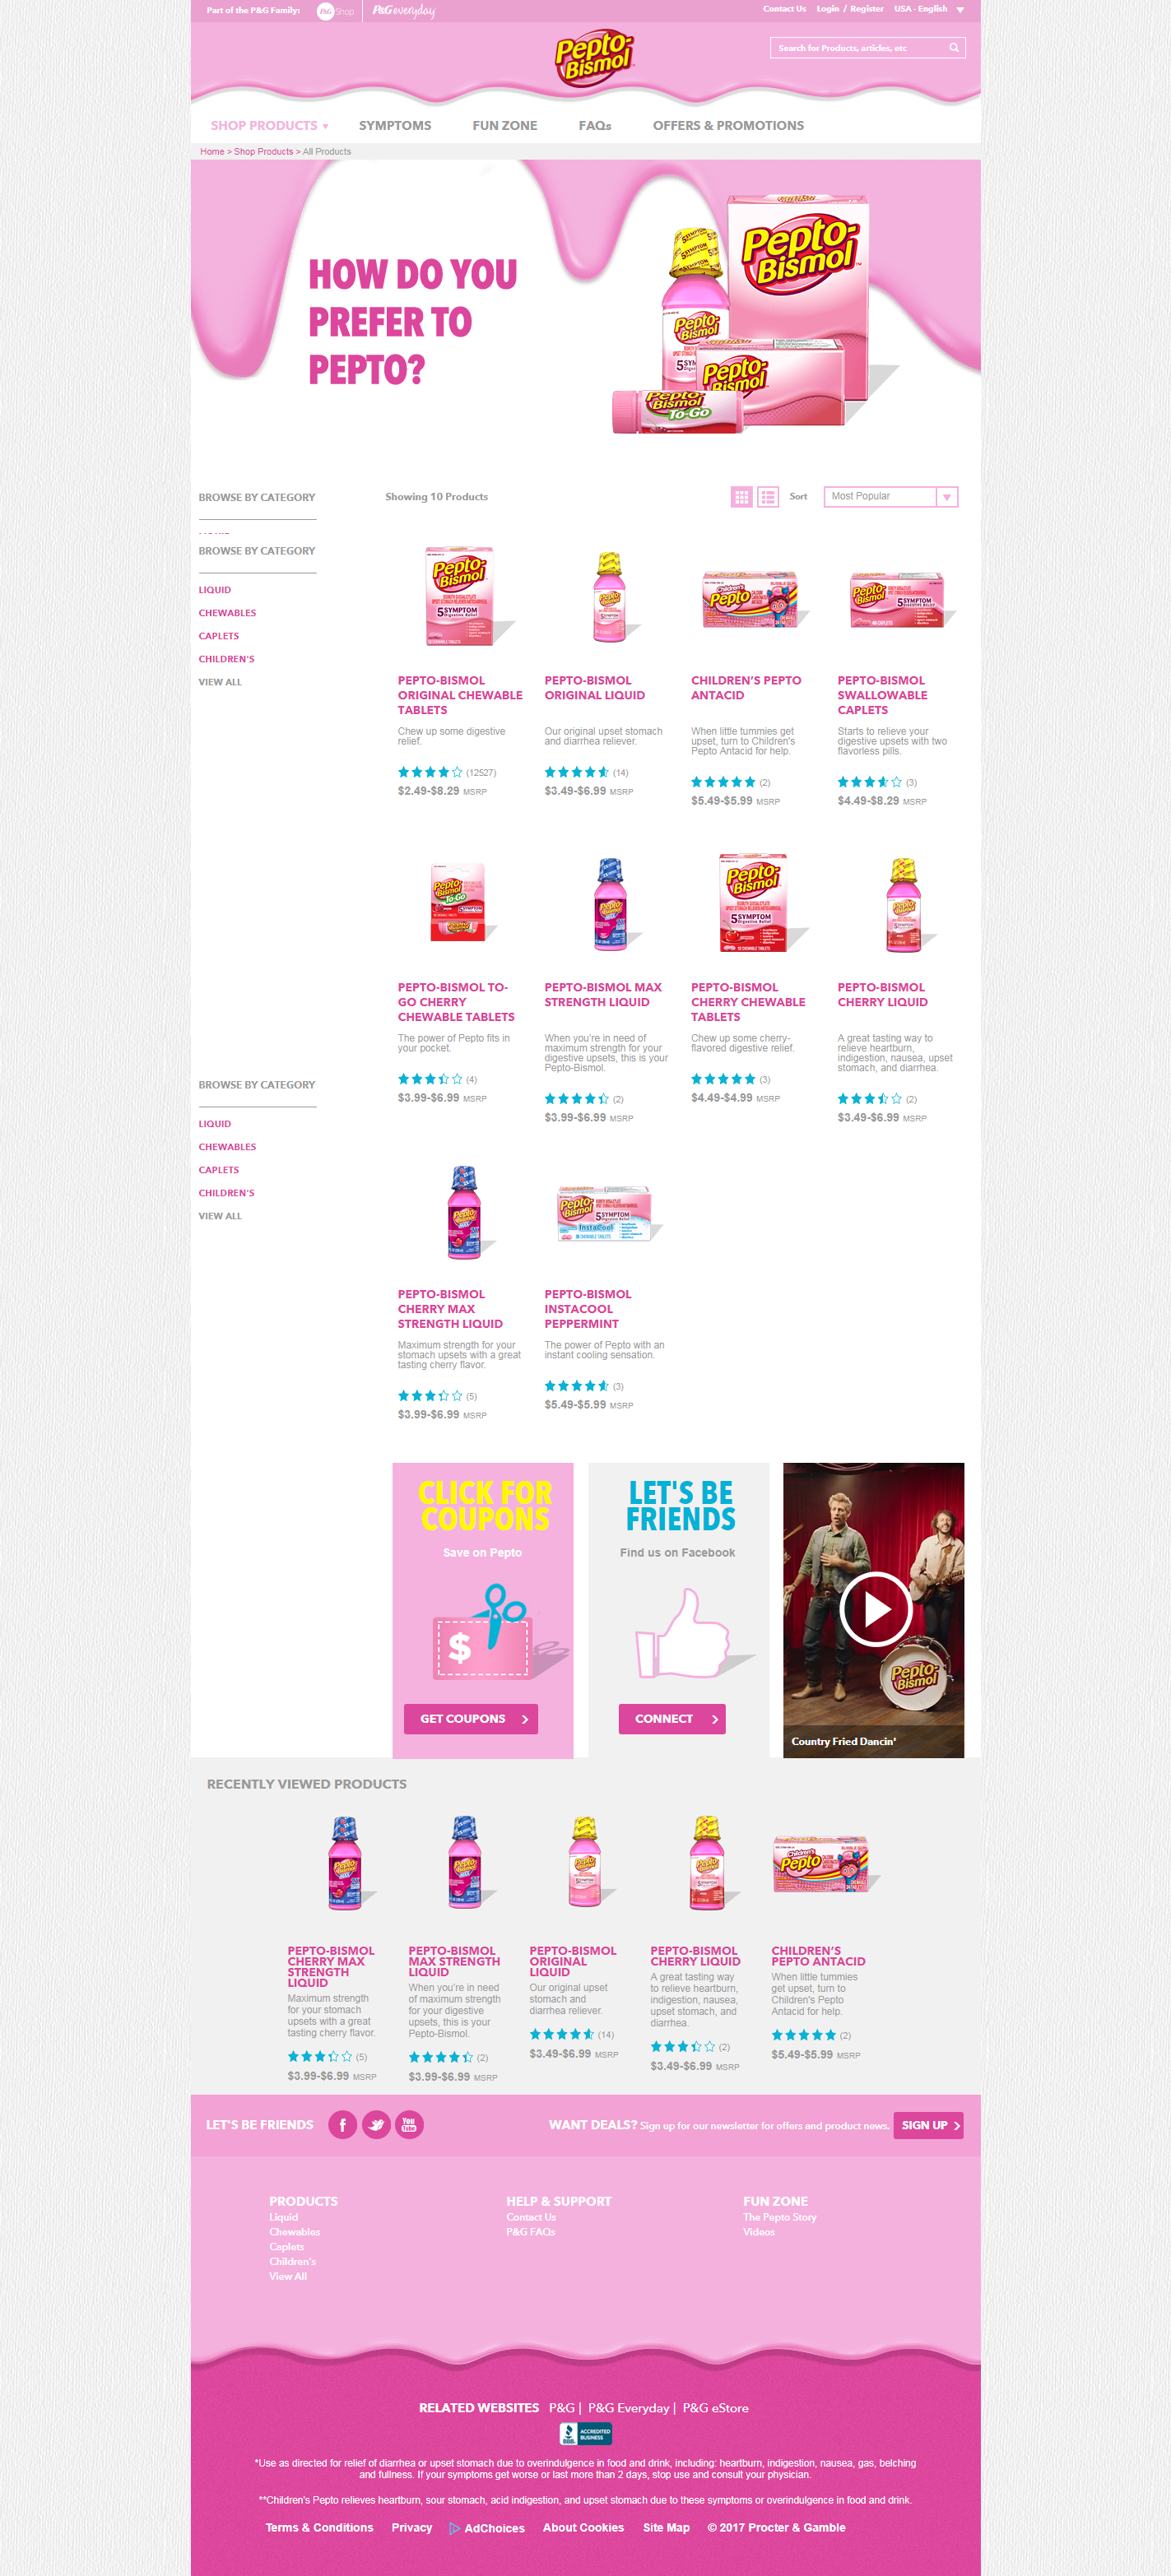 Part of the P&G Family:
P&G Shop
P&G everyday
Contact Us
Login / Register
USA - English
Pepto-
Bismol
Search for Products, articles, etc
SHOP PRODUCTS
SYMPTOMS
FUN ZONE
FAQs
OFFERS & PROMOTIONS
Home > Shop Products > All Products
HOW DO YOU
PREFER TO
PEPTO?
Pepto-
Bismol
Pepto-
Bismol
Pepto-
Bismol
Pepto-
Bismol
To-Go
BROWSE BY CATEGORY
Showing 10 Products
Sort
Most Popular
BROWSE BY CATEGORY
LIQUID
CHEWABLES
CAPLETS
CHILDREN'S
VIEW ALL
PEPTO-BISMOL
ORIGINAL CHEWABLE
TABLETS
Chew up some digestive
relief.
(12527)
$2.49-$8.29 MSRP
PEPTO-BISMOL
ORIGINAL LIQUID
Our original upset stomach
and diarrhea reliever.
(14)
$3.49-$6.99 MSRP
CHILDREN'S PEPTO
ANTACID
When little tummies get
upset, turn to Children's
Pepto Antacid for help.
(2)
$5.49-$5.99 MSRP
PEPTO-BISMOL
SWALLOWABLE
CAPLETS
Starts to relieve your
digestive upsets with two
flavorless pills.
(3)
$4.49-$8.29 MSRP
PEPTO-BISMOL TO-
GO CHERRY
CHEWABLE TABLETS
The power of Pepto fits in
your pocket.
(4)
$3.99-$6.99 MSRP
PEPTO-BISMOL MAX
STRENGTH LIQUID
When you're in need of
maximum strength for your
digestive upsets, this is your
Pepto-Bismol.
(2)
$3.99-$6.99 MSRP
PEPTO-BISMOL
CHERRY CHEWABLE
TABLETS
Chew up some cherry-
flavored digestive relief.
(3)
$4.49-$4.99 MSRP
PEPTO-BISMOL
CHERRY LIQUID
A great tasting way to
relieve heartburn,
indigestion, nausea, upset
stomach, and diarrhea.
(2)
$3.49-$6.99 MSRP
BROWSE BY CATEGORY
LIQUID
CHEWABLES
CAPLETS
CHILDREN'S
VIEW ALL
PEPTO-BISMOL
CHERRY MAX
STRENGTH LIQUID
Maximum strength for your
stomach upsets with a great
tasting cherry flavor.
(5)
$3.99-$6.99 MSRP
PEPTO-BISMOL
INSTACOOL
PEPPERMINT
The power of Pepto with an
instant cooling sensation.
(3)
$5.49-$5.99 MSRP
CLICK FOR
COUPONS
Save on Pepto
$
GET COUPONS
LET'S BE
FRIENDS
Find us on Facebook
CONNECT
Pepto-
Bismol
Country Fried Dancin'
RECENTLY VIEWED PRODUCTS
PEPTO-BISMOL
CHERRY MAX
STRENGTH
LIQUID
Maximum strength
for your stomach
upsets with a great
tasting cherry flavor.
(5)
$3.99-$6.99 MSRP
PEPTO-BISMOL
MAX STRENGTH
LIQUID
When you're in need
of maximum strength
for your digestive
upsets, this is your
Pepto-Bismol.
(2)
$3.99-$6.99 MSRP
PEPTO-BISMOL
ORIGINAL
LIQUID
Our original upset
stomach and
diarrhea reliever.
(14)
$3.49-$6.99 MSRP
PEPTO-BISMOL
CHERRY LIQUID
A great tasting way
to relieve heartburn,
indigestion, nausea,
upset stomach, and
diarrhea.
(2)
$3.49-$6.99 MSRP
CHILDREN'S
PEPTO ANTACID
When little tummies
get upset, turn to
Children's Pepto
Antacid for help.
(2)
$5.49-$5.99 MSRP
LET'S BE FRIENDS
You Tube
WANT DEALS? Sign up for our newsletter for offers and product news.
SIGN UP
PRODUCTS
Liquid
Chewables
Caplets
Children's
View All
HELP & SUPPORT
Contact Us
P&G FAQs
FUN ZONE
The Pepto Story
Videos
RELATED WEBSITES P&G | P&G Everyday | P&G eStore
BBB ACCREDITED
BUSINESS
*Use as directed for relief of diarrhea or upset stomach due to overindulgence in food and drink, including: heartburn, indigestion, nausea, gas, belching
and fullness. If your symptoms get worse or last more than 2 days, stop use and consult your physician.
**Children's Pepto relieves heartburn, sour stomach, acid indigestion, and upset stomach due to these symptoms or overindulgence in food and drink.
Terms & Conditions
Privacy
AdChoices
About Cookies
Site Map
© 2017 Procter & Gamble